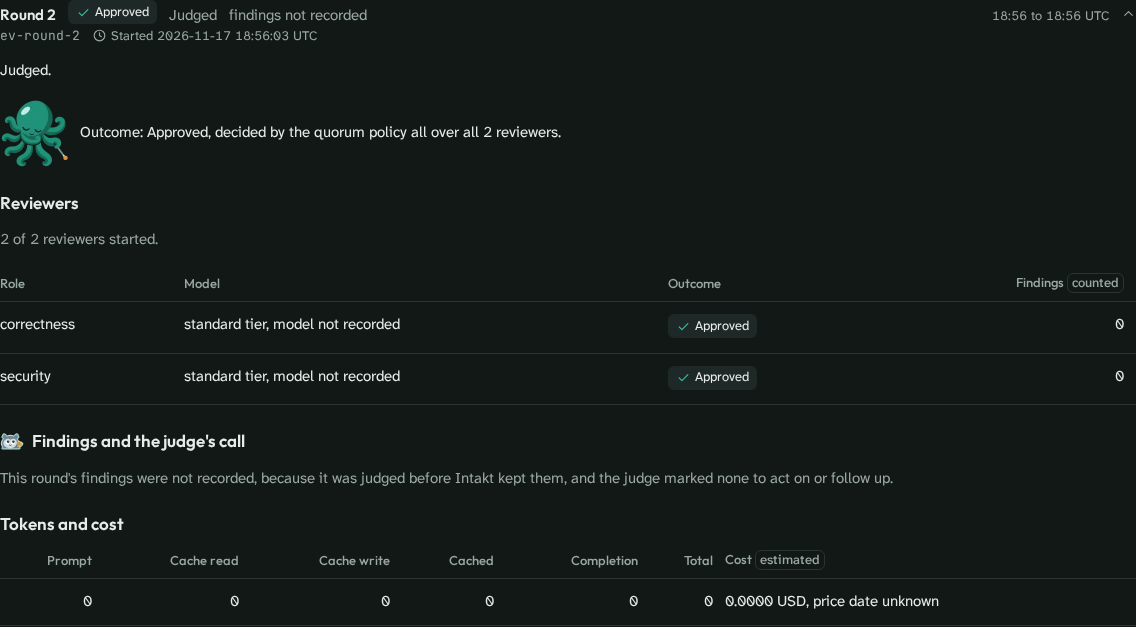 Round 2 Approved Judged findings not recorded 18:56 to 18:56 UTC
ev-round-2 Started 2026-11-17 18:56:03 UTC
Judged.
Outcome: Approved, decided by the quorum policy all over all 2 reviewers.
Reviewers
2 of 2 reviewers started.
Role Model Outcome Findings counted
correctness standard tier, model not recorded Approved 0
security standard tier, model not recorded Approved 0
Findings and the judge's call
This round's findings were not recorded, because it was judged before Intakt kept them, and the judge marked none to act on or follow up.
Tokens and cost
Prompt Cache read Cache write Cached Completion Total Cost estimated
0 0 0 0 0 0 0.0000 USD, price date unknown